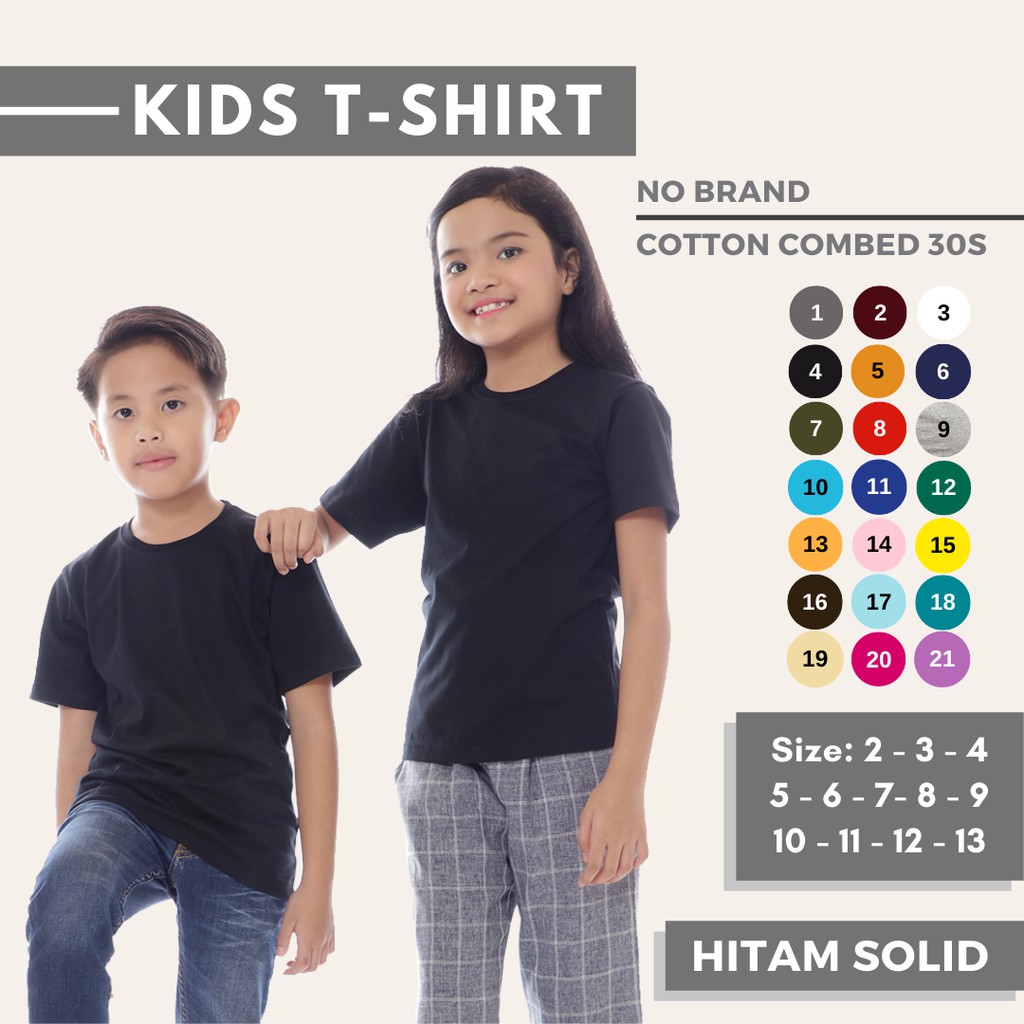 KIDS T-SHIRT
NO BRAND
COTTON COMBED 30S
1 2 3
4 5 6
7 8 9
10 11 12
13 14 15
16 17 18
19 20 21
Size: 2 - 3 - 4
5 - 6 - 7- 8 - 9
10 - 11 - 12 - 13
HITAM SOLID